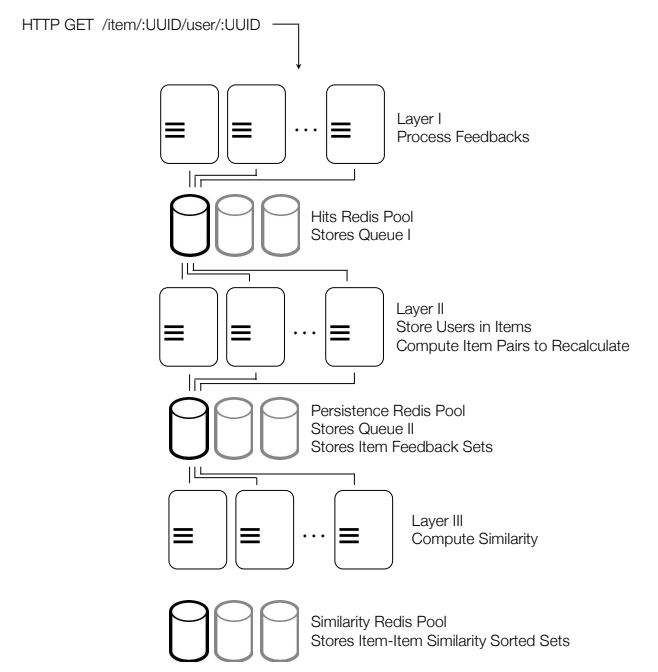 HTTP GET /item/:UUID/user/:UUID
Layer I
Process Feedbacks
Hits Redis Pool
Stores Queue I
Layer II
Store Users in Items
Compute Item Pairs to Recalculate
Persistence Redis Pool
Stores Queue II
Stores Item Feedback Sets
Layer III
Compute Similarity
Similarity Redis Pool
Stores Item-Item Similarity Sorted Sets